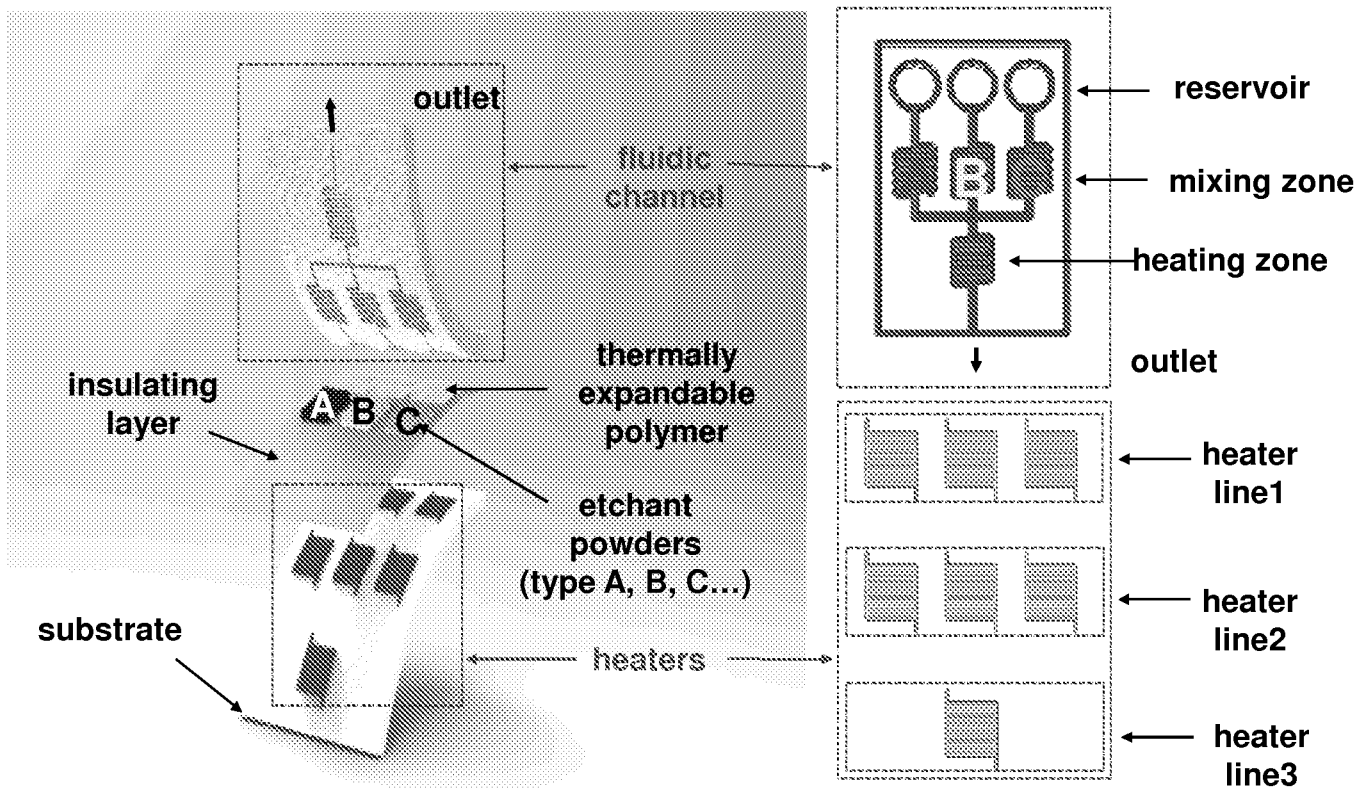 outlet
fluidic
channel
insulating
layer
A
B
C
thermally
expandable
polymer
etchant
powders
(type A, B, C...)
substrate
heaters
B
reservoir
mixing zone
heating zone
outlet
heater
line1
heater
line2
heater
line3